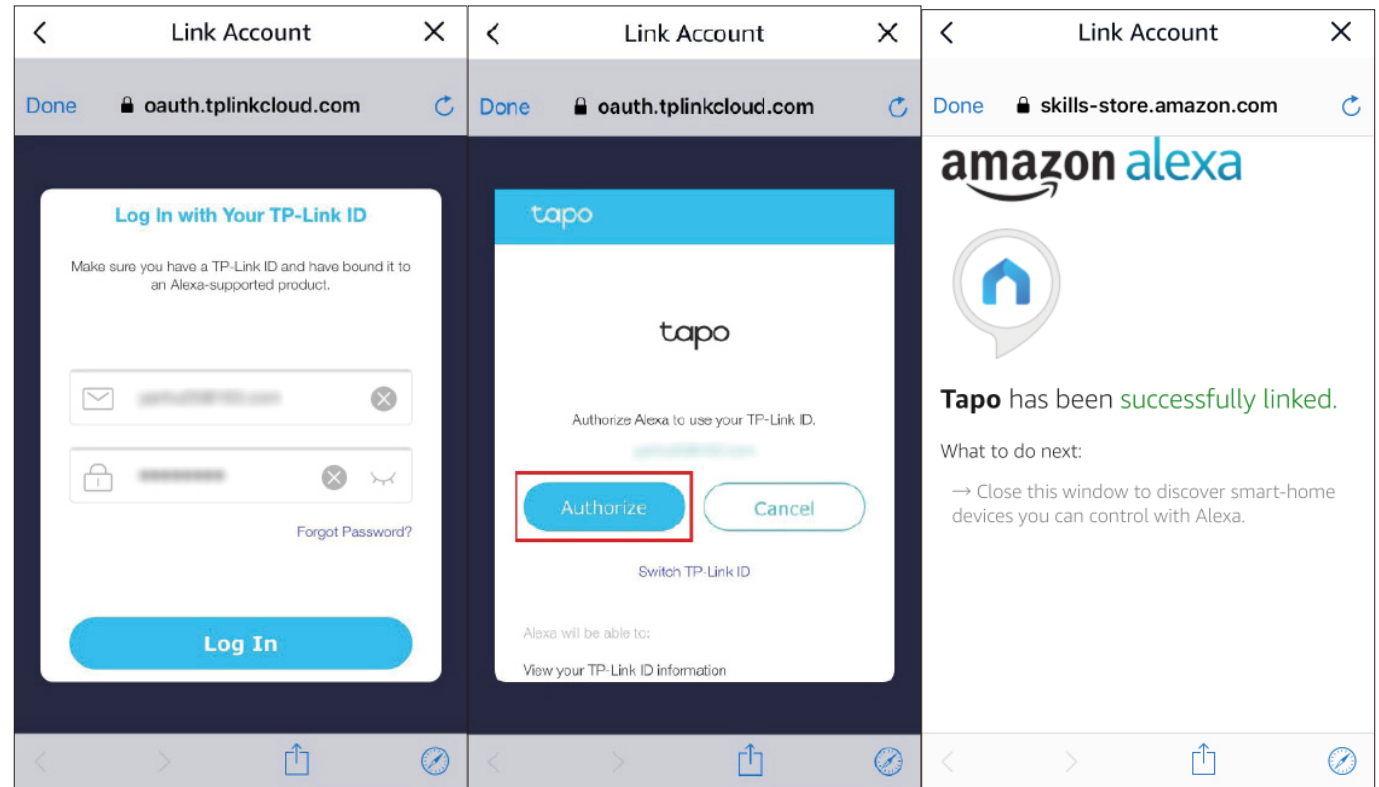 Link Account
Done oauth.tplinkcloud.com
Log In with Your TP-Link ID
Make sure you have a TP-Link ID and have bound it to
an Alexa-supported product.
Forgot Password?
Log In
Link Account
Done oauth.tplinkcloud.com
tapo
tapo
Authorize Alexa to use your TP-Link ID.
Authorize Cancel
Switch TP-Link ID
Alexa will be able to:
View your TP-Link ID information
Link Account
Done skills-store.amazon.com
amazon alexa
Tapo has been successfully linked.
What to do next:
→ Close this window to discover smart-home
devices you can control with Alexa.